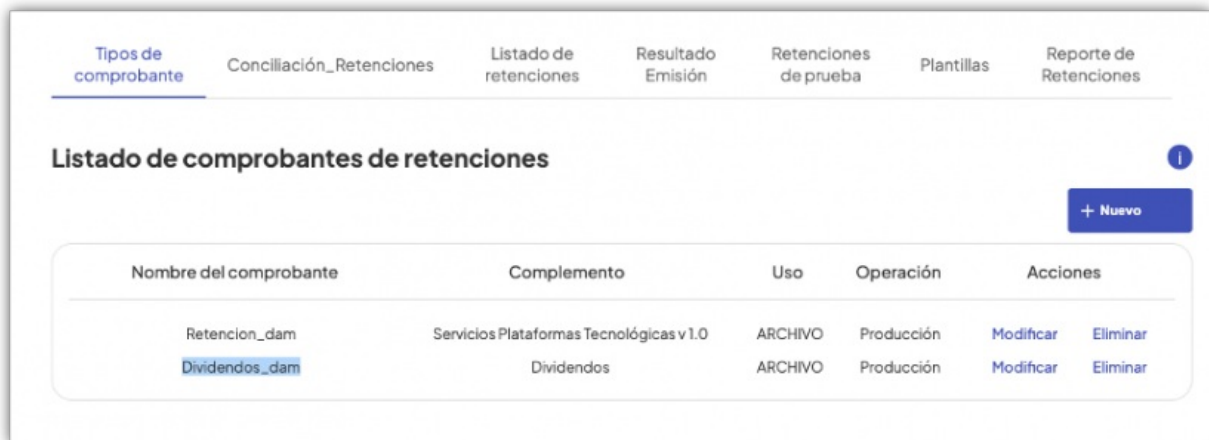 Tipos de comprobante
Conciliación_Retenciones
Listado de retenciones
Resultado Emisión
Retenciones de prueba
Plantillas
Reporte de Retenciones
Listado de comprobantes de retenciones
i
+ Nuevo
Nombre del comprobante Complemento Uso Operación Acciones
Retencion_dam Servicios Plataformas Tecnológicas v 1.0 ARCHIVO Producción Modificar Eliminar
Dividendos_dam Dividendos ARCHIVO Producción Modificar Eliminar